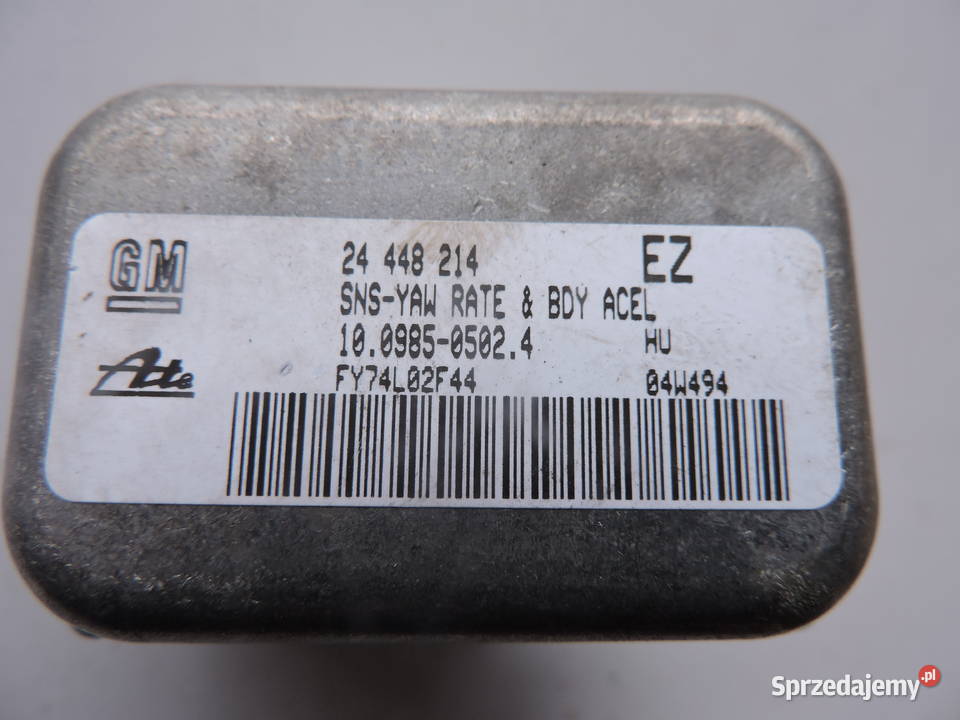 GM 24 448 214 EZ
SNS-YAW RATE & BDY ACEL
10.0985-0502.4 HU
Ate FY74L02F44 04W494
Sprzedajemy.pl